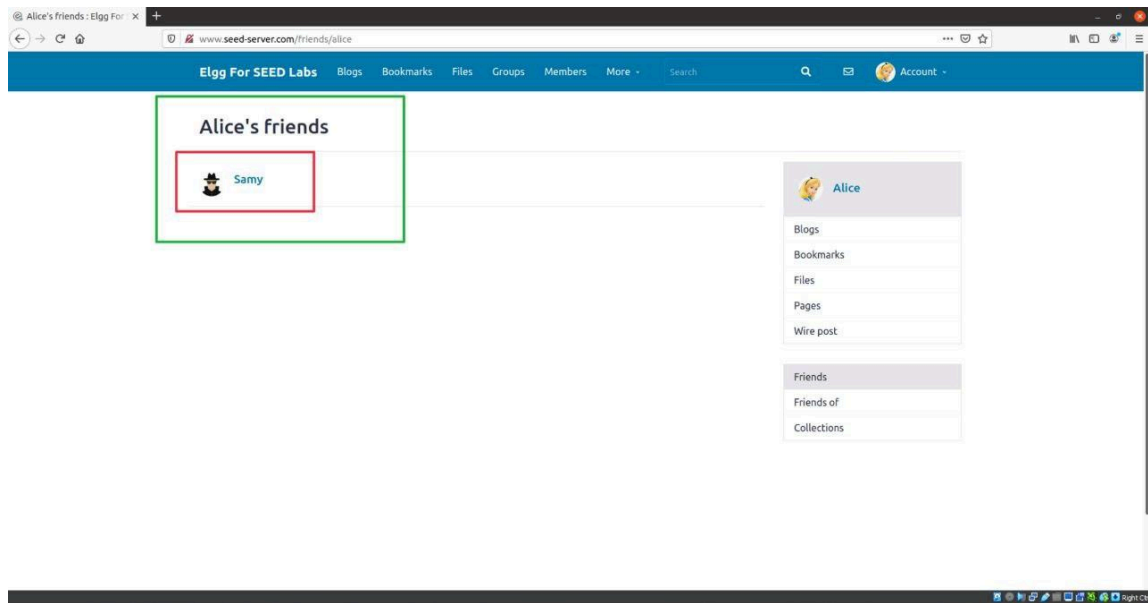 Alice's friends : Elgg For
www.seed-server.com/friends/alice
Elgg For SEED Labs Blogs Bookmarks Files Groups Members More Search Account
Alice's friends
Samy
Alice
Blogs
Bookmarks
Files
Pages
Wire post
Friends
Friends of
Collections
Right